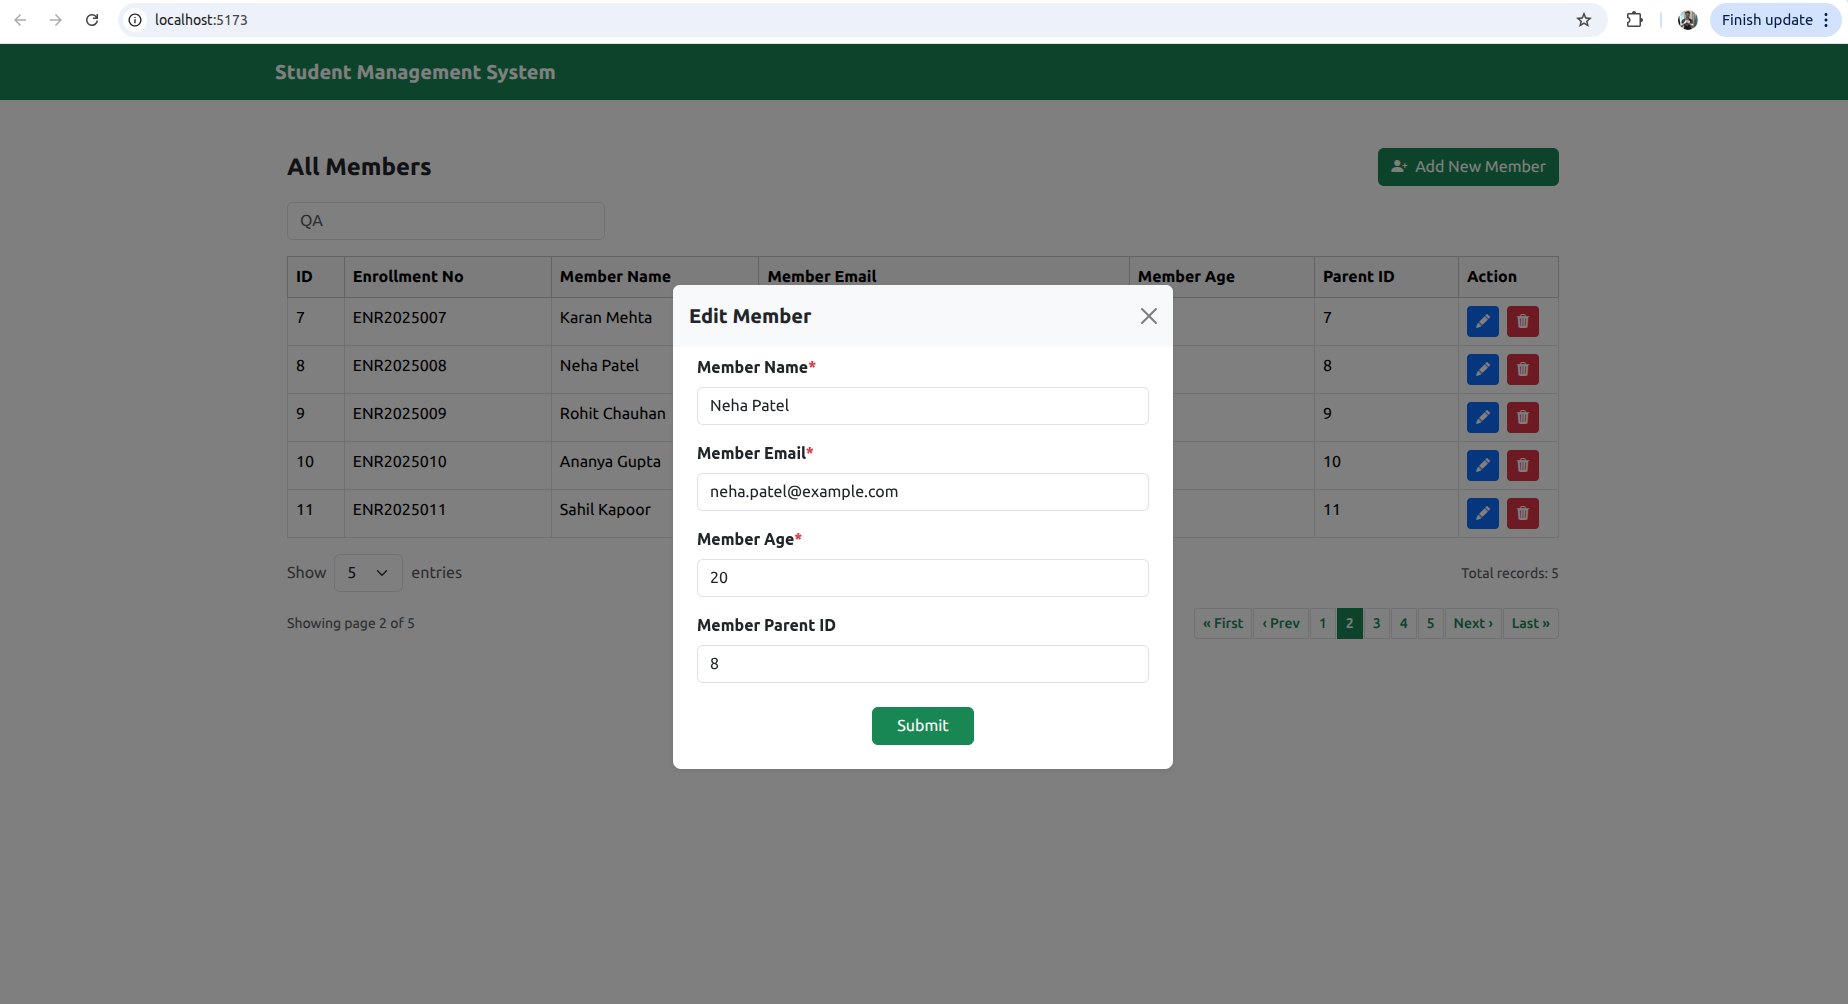 localhost:5173
Finish update
Student Management System
All Members
Add New Member
QA
ID Enrollment No Member Name Member Email Member Age Parent ID Action
7 ENR2025007 Karan Mehta 7
8 ENR2025008 Neha Patel 8
9 ENR2025009 Rohit Chauhan 9
10 ENR2025010 Ananya Gupta 10
11 ENR2025011 Sahil Kapoor 11
Show 5 entries
Total records: 5
Showing page 2 of 5
« First ‹ Prev 1 2 3 4 5 Next › Last »
Edit Member
Member Name*
Neha Patel
Member Email*
neha.patel@example.com
Member Age*
20
Member Parent ID
8
Submit